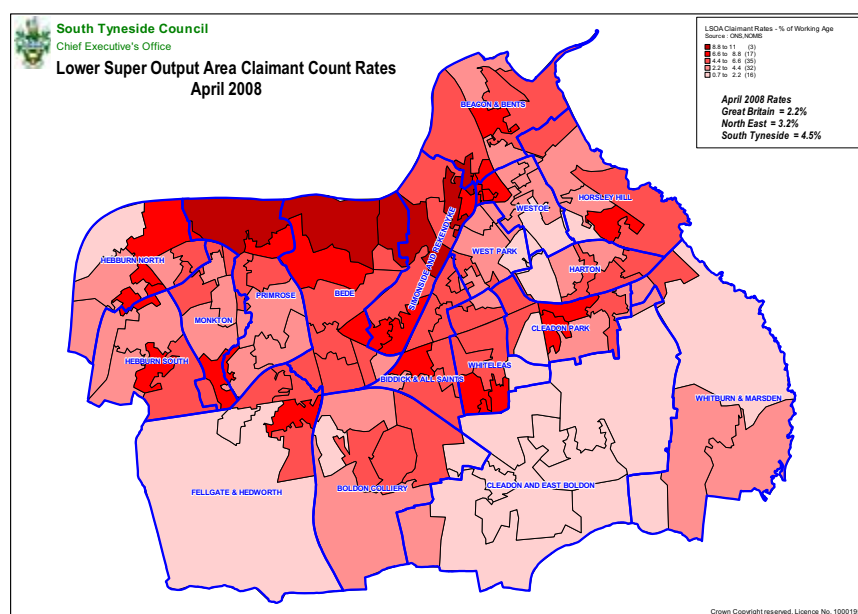 South Tyneside Council
Chief Executive's Office
Lower Super Output Area Claimant Count Rates
April 2008
LSOA Claimant Rates - % of Working Age
Source : ONS,NOMIS
8.8 to 11 (3)
6.6 to 8.8 (17)
4.4 to 6.6 (35)
2.2 to 4.4 (32)
0.7 to 2.2 (16)
April 2008 Rates
Great Britain = 2.2%
North East = 3.2%
South Tyneside = 4.5%
BEACON & BENTS
HORSLEY HILL
WESTOE
SIMONSIDE AND REKENDYKE
WEST PARK
HEBBURN NORTH
HARTON
PRIMROSE
BEDE
MONKTON
CLEADON PARK
HEBBURN SOUTH
WHITELEAS
BIDDICK & ALL SAINTS
WHITBURN & MARSDEN
FELLGATE & HEDWORTH
BOLDON COLLIERY
CLEADON AND EAST BOLDON
Crown Copyright reserved. Licence No. 100019